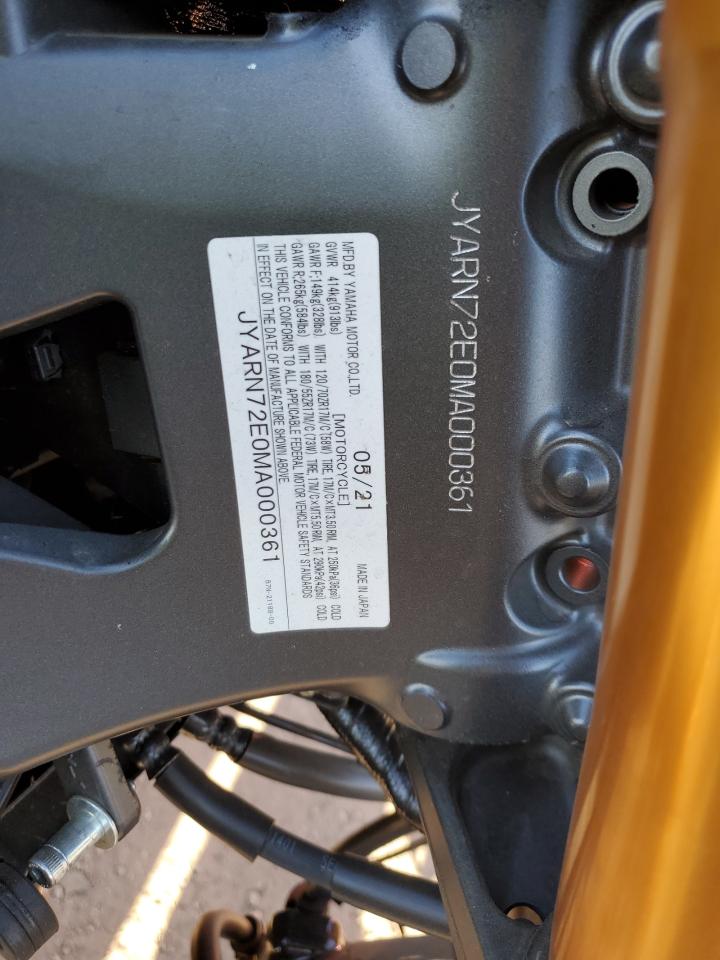 JYARN72E0MA000361
MFD.BY YAMAHA MOTOR CO.,LTD. 05/21 MADE IN JAPAN
GVWR 414kg(913lbs) [MOTORCYCLE]
GAWR F;149kg(328lbs) WITH 120/70ZR17M/C(58W) TIRE, 17M/C×MT3.50RIM, AT 250kPa(36psi) COLD
GAWR R;265kg(584lbs) WITH 180/55ZR17M/C(73W) TIRE, 17M/C×MT5.50RIM, AT 290kPa(42psi) COLD
THIS VEHICLE CONFORMS TO ALL APPLICABLE FEDERAL MOTOR VEHICLE SAFETY STANDARDS
IN EFFECT ON THE DATE OF MANUFACTURE SHOWN ABOVE.
JYARN72E0MA000361